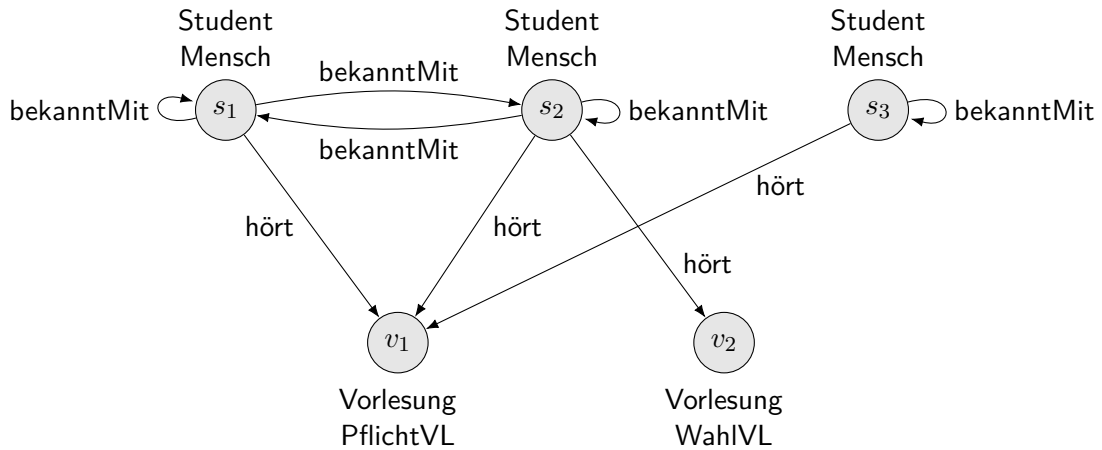 Student
Mensch
Student
Mensch
Student
Mensch
bekanntMit
bekanntMit
s1
s2
bekanntMit
s3
bekanntMit
bekanntMit
hört
hört
hört
hört
v1
v2
Vorlesung
PflichtVL
Vorlesung
WahlVL